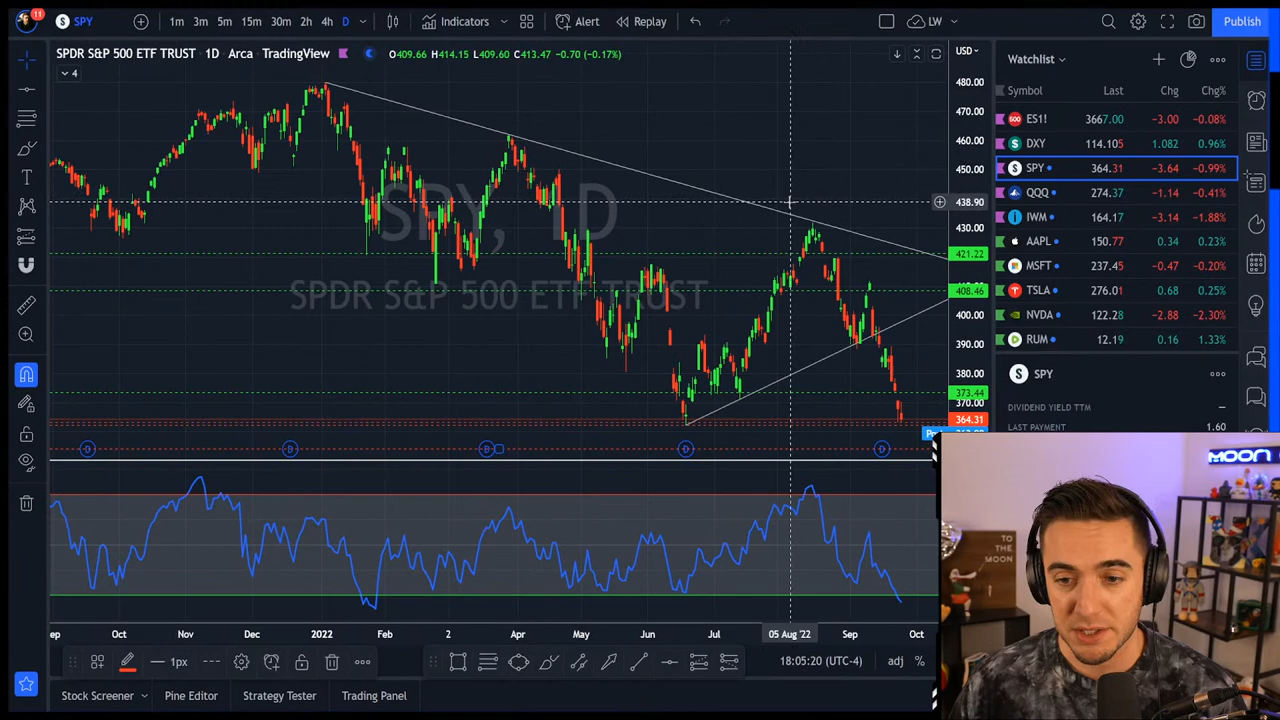 11
SPY
1m 3m 5m 15m 30m 2h 4h D
Indicators
Alert
Replay
LW
Publish
SPDR S&P 500 ETF TRUST · 1D · Arca · TradingView
O409.66 H414.15 L409.60 C413.47 −0.70 (−0.17%)
4
SPY, 1D
SPDR S&P 500 ETF TRUST
USD
480.00
470.00
460.00
450.00
438.90
430.00
421.22
408.46
400.00
390.00
380.00
373.44
370.00
364.31
D
D
D
D
D
ep Oct Nov Dec 2022 Feb 2 Apr May Jun Jul 05 Aug '22 Sep Oct
1px
18:05:20 (UTC-4)
adj %
Stock Screener
Pine Editor
Strategy Tester
Trading Panel
Watchlist
Symbol Last Chg Chg%
500 ES1! 3667.00 −3.00 −0.08%
DXY 114.105 1.082 0.96%
S SPY 364.31 −3.64 −0.99%
QQQ 274.37 −1.14 −0.41%
IWM 164.17 −3.14 −1.88%
AAPL 150.77 0.34 0.23%
MSFT 237.45 −0.47 −0.20%
TSLA 276.01 0.68 0.25%
NVDA 122.28 −2.88 −2.30%
RUM 12.19 0.16 1.33%
S SPY
DIVIDEND YIELD TTM —
LAST PAYMENT 1.60
MOON
TO
THE
MOON